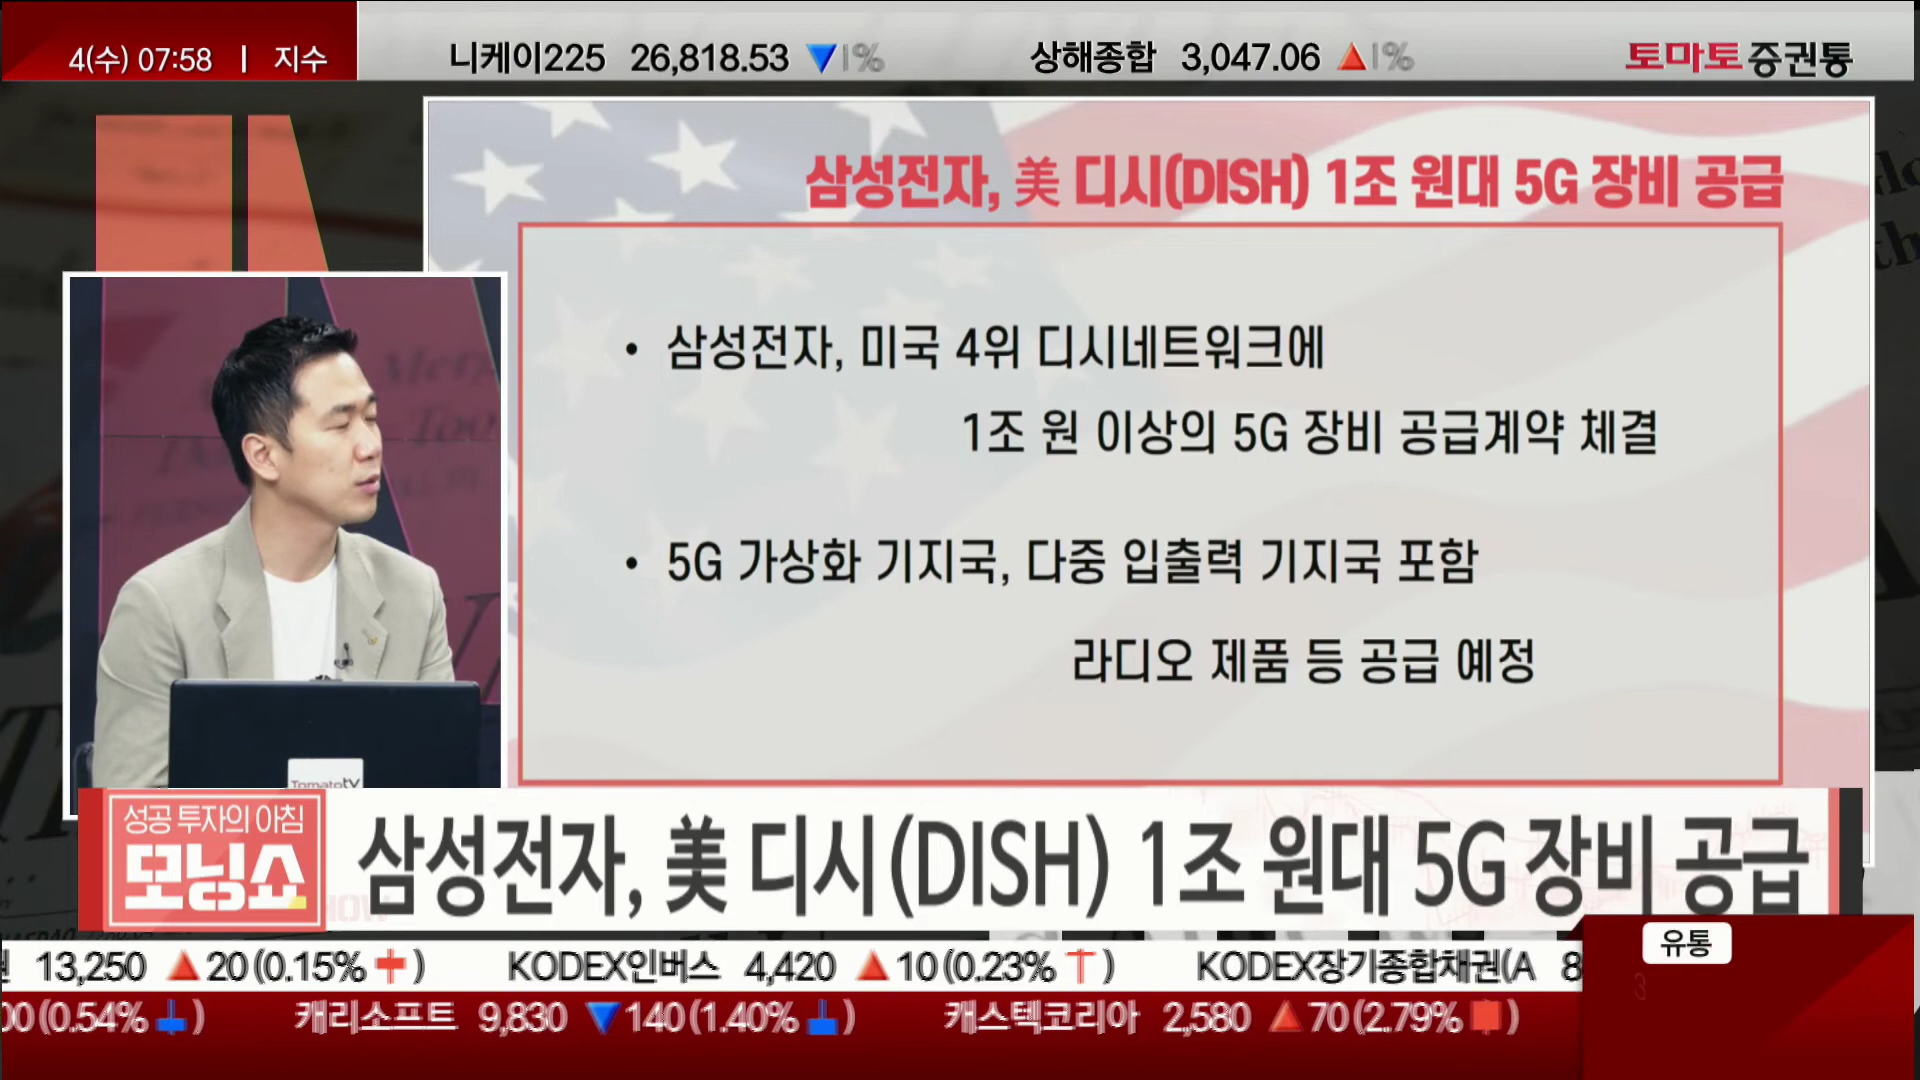 4(수) 07:58 | 지수
니케이225 26,818.53 ▼1%
상해종합 3,047.06 ▲1%
토마토증권통
삼성전자, 美 디시(DISH) 1조 원대 5G 장비 공급
• 삼성전자, 미국 4위 디시네트워크에
1조 원 이상의 5G 장비 공급계약 체결
• 5G 가상화 기지국, 다중 입출력 기지국 포함
라디오 제품 등 공급 예정
Tomatotv
성공 투자의 아침
모닝쇼
삼성전자, 美 디시(DISH) 1조 원대 5G 장비 공급
유통
13,250 ▲20(0.15%) KODEX인버스 4,420 ▲10(0.23%) KODEX장기종합채권(A 8
00(0.54%) 캐리소프트 9,830 ▼140(1.40%) 캐스텍코리아 2,580 ▲70(2.79%)